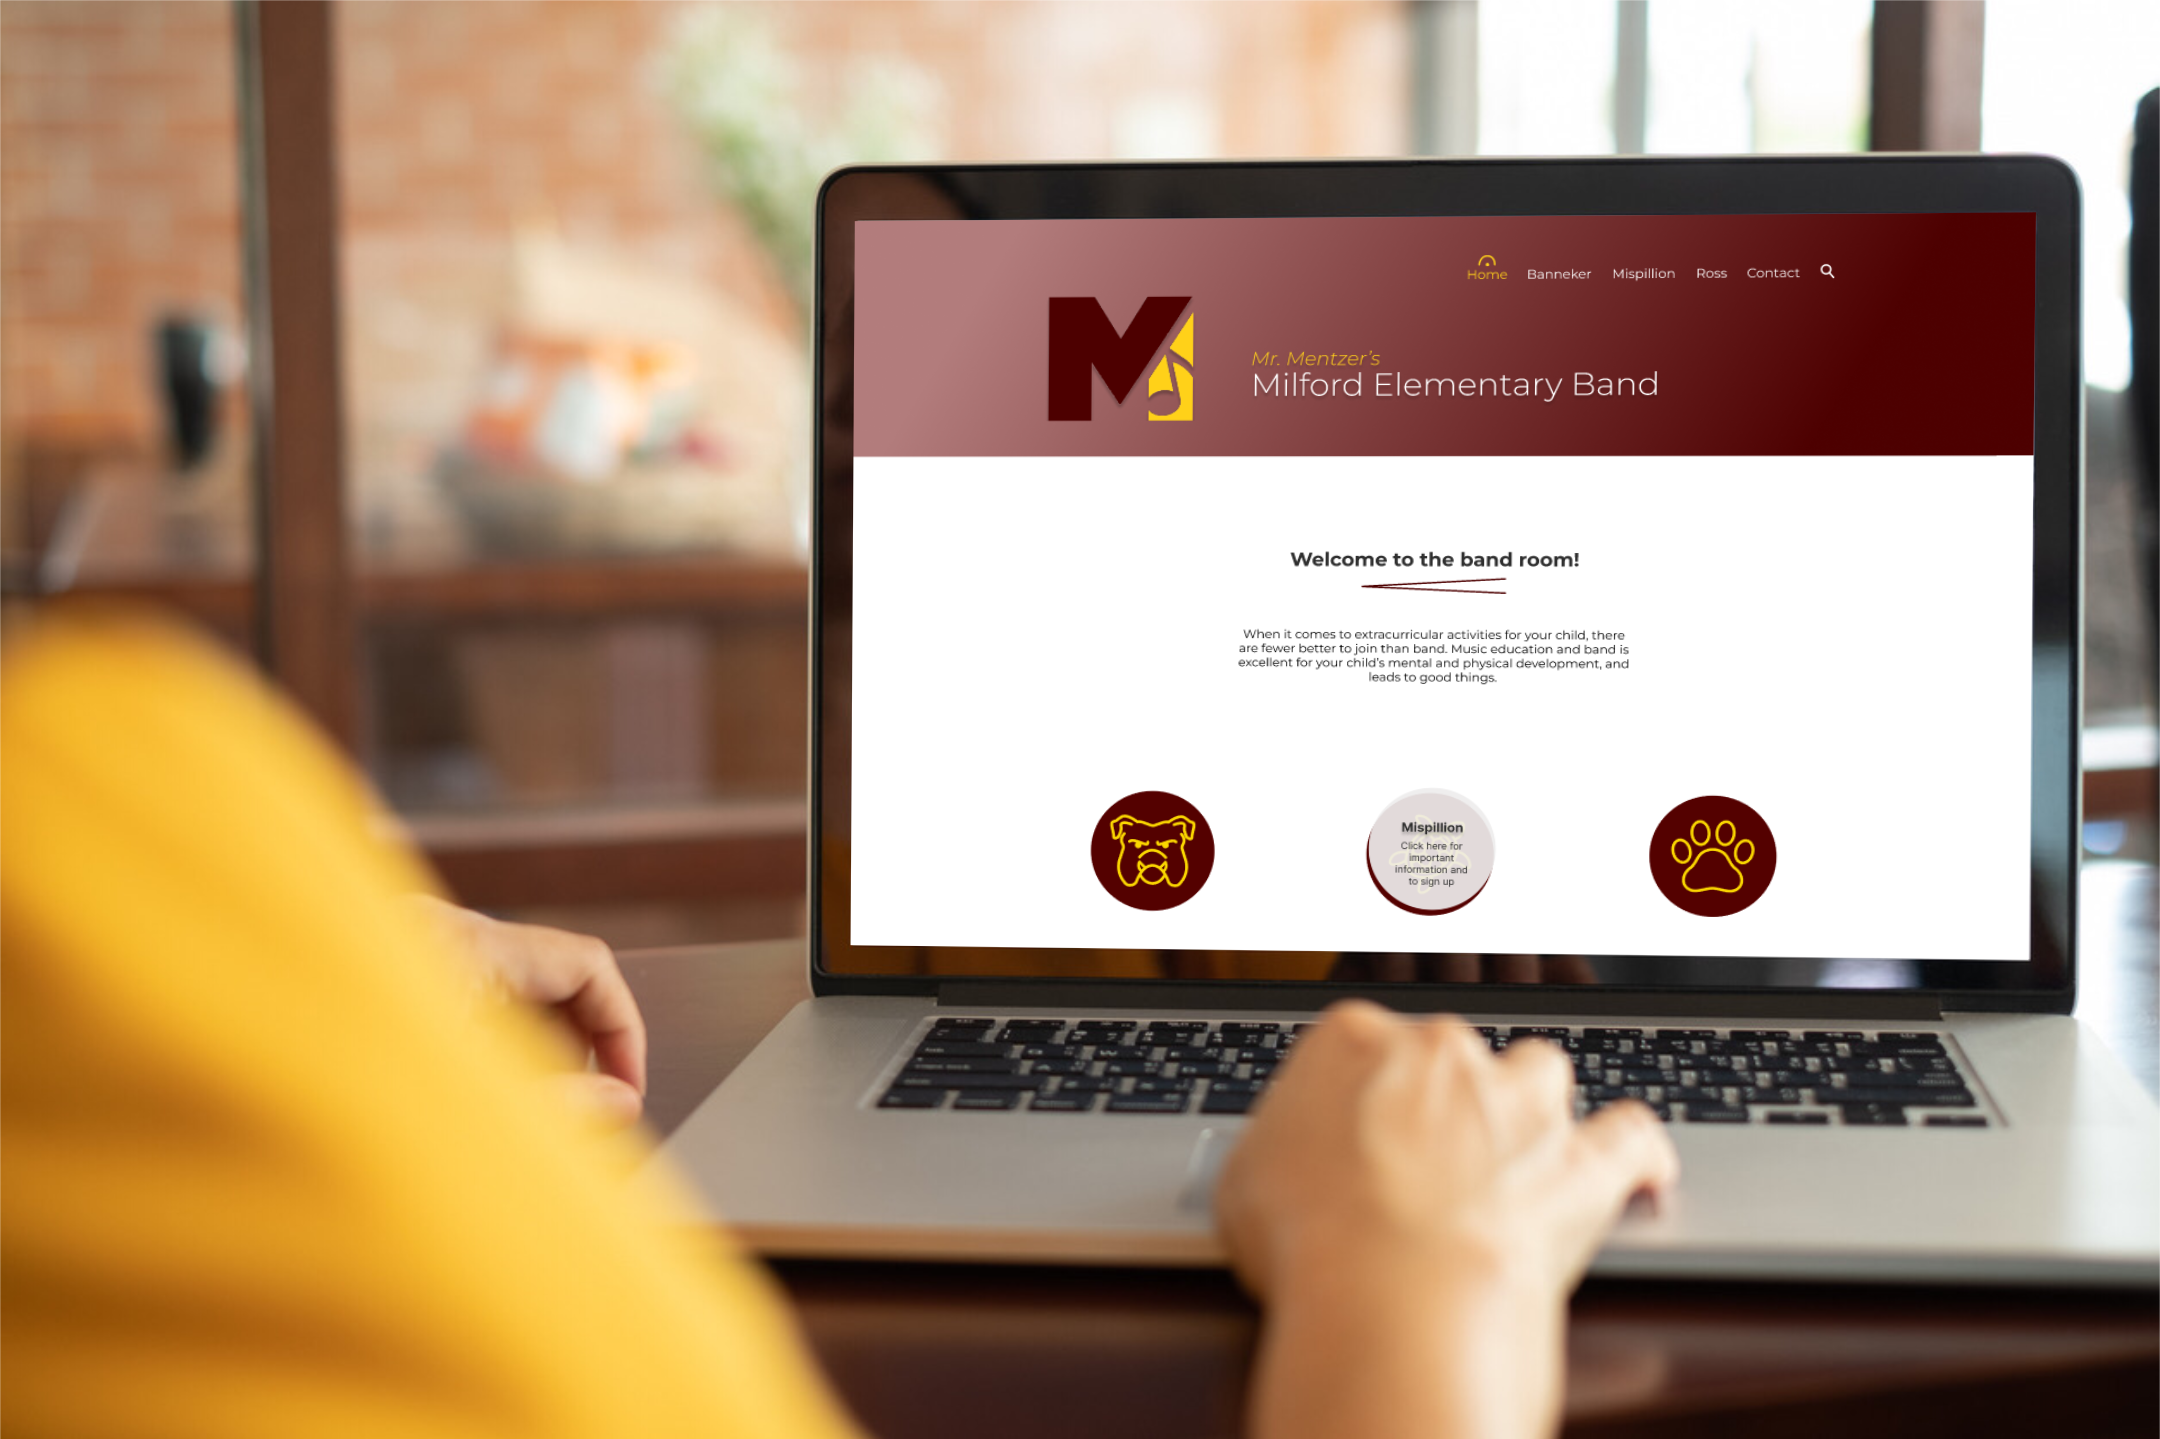 Home Banneker Mispillion Ross Contact
Mr. Mentzer's
Milford Elementary Band
Welcome to the band room!
When it comes to extracurricular activities for your child, there
are fewer better to join than band. Music education and band is
excellent for your child's mental and physical development, and
leads to good things.
Mispillion
Click here for
important
information and
to sign up